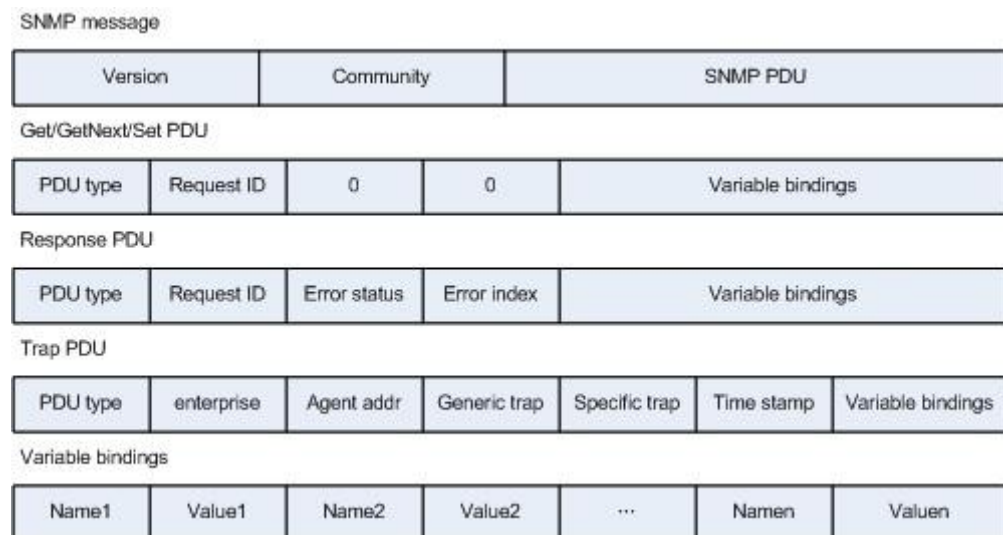 SNMP message
Version Community SNMP PDU
Get/GetNext/Set PDU
PDU type Request ID 0 0 Variable bindings
Response PDU
PDU type Request ID Error status Error index Variable bindings
Trap PDU
PDU type enterprise Agent addr Generic trap Specific trap Time stamp Variable bindings
Variable bindings
Name1 Value1 Name2 Value2 ... Namen Valuen